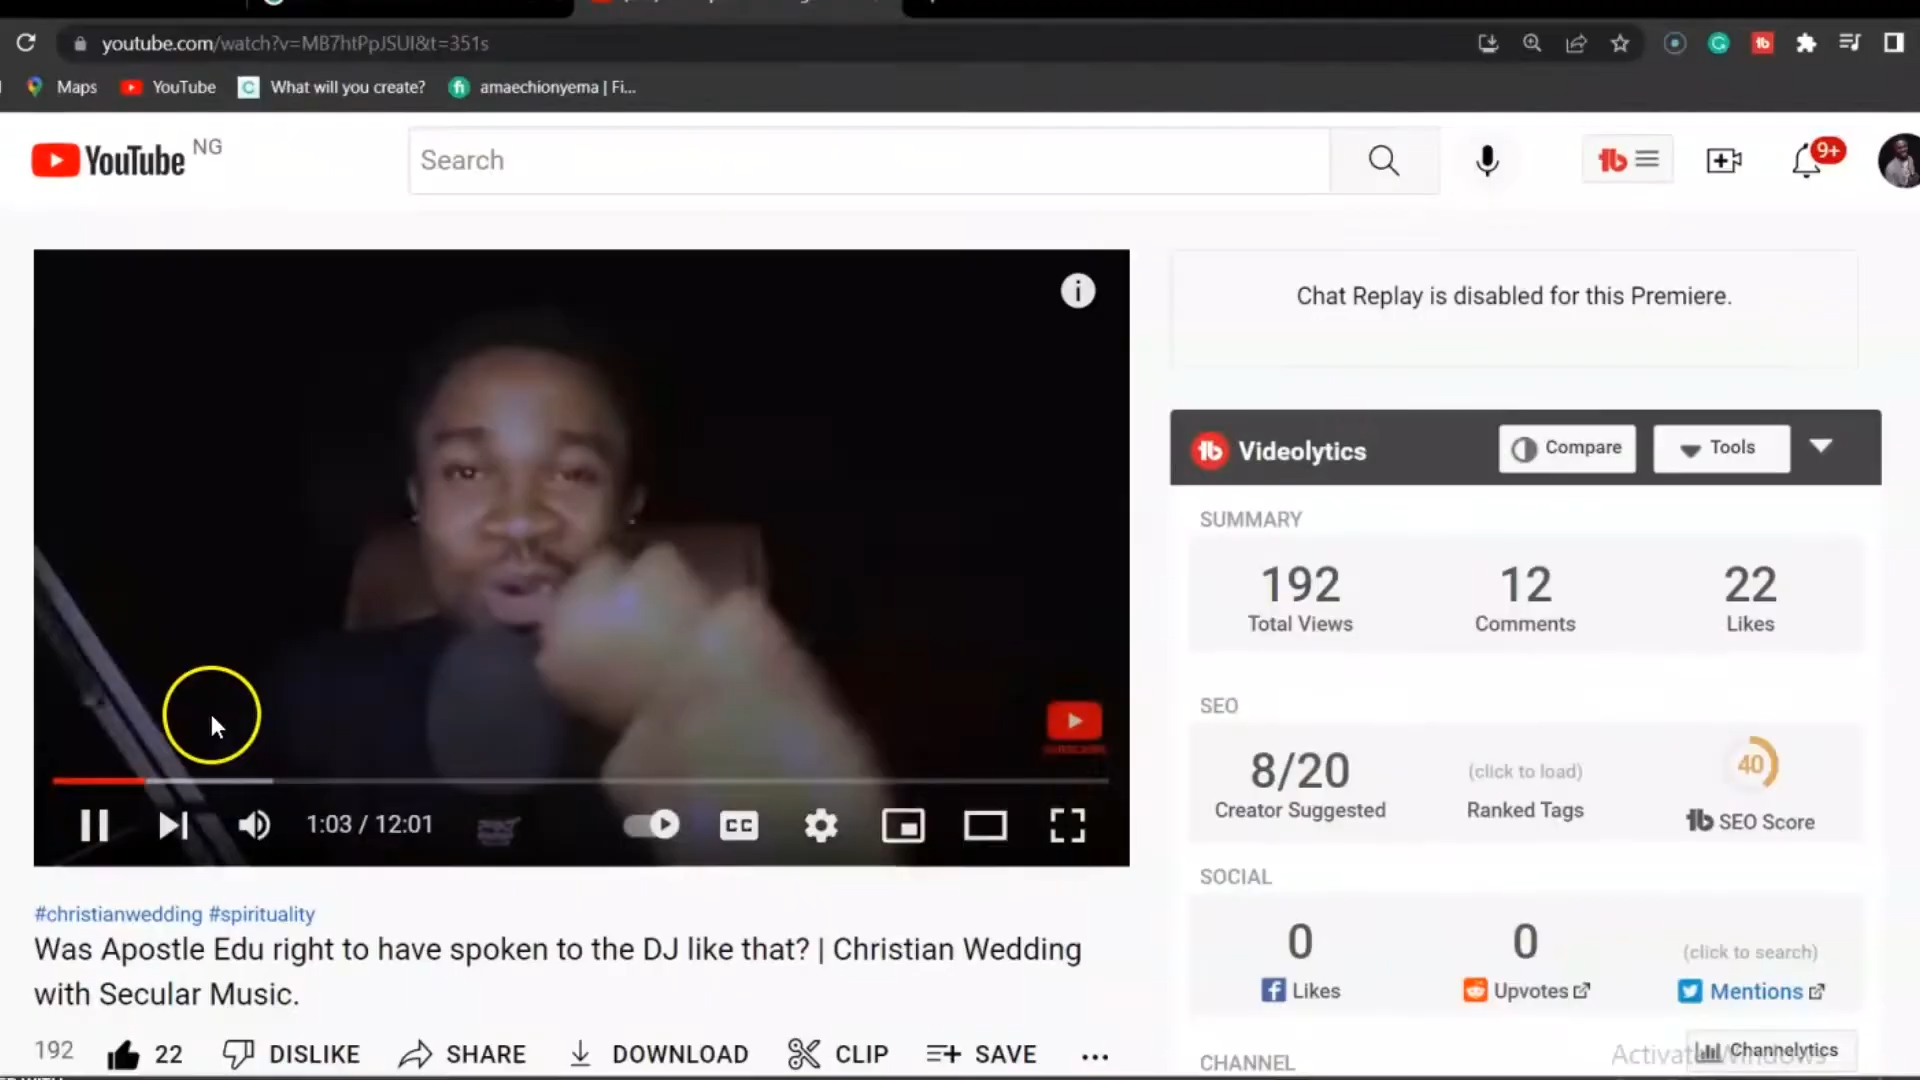 youtube.com/watch?v=MB7htPpJSUI&t=351s
Maps YouTube What will you create? amaechionyema | Fi...
YouTube NG
Search
9+
Chat Replay is disabled for this Premiere.
Videolytics Compare Tools
SUMMARY
192 12 22
Total Views Comments Likes
SEO
8/20 (click to load) 40
Creator Suggested Ranked Tags SEO Score
SOCIAL
0 0 (click to search)
Likes Upvotes Mentions
CHANNEL Channelytics
1:03 / 12:01
CC
#christianwedding #spirituality
Was Apostle Edu right to have spoken to the DJ like that? | Christian Wedding
with Secular Music.
192 22 DISLIKE SHARE DOWNLOAD CLIP SAVE ...